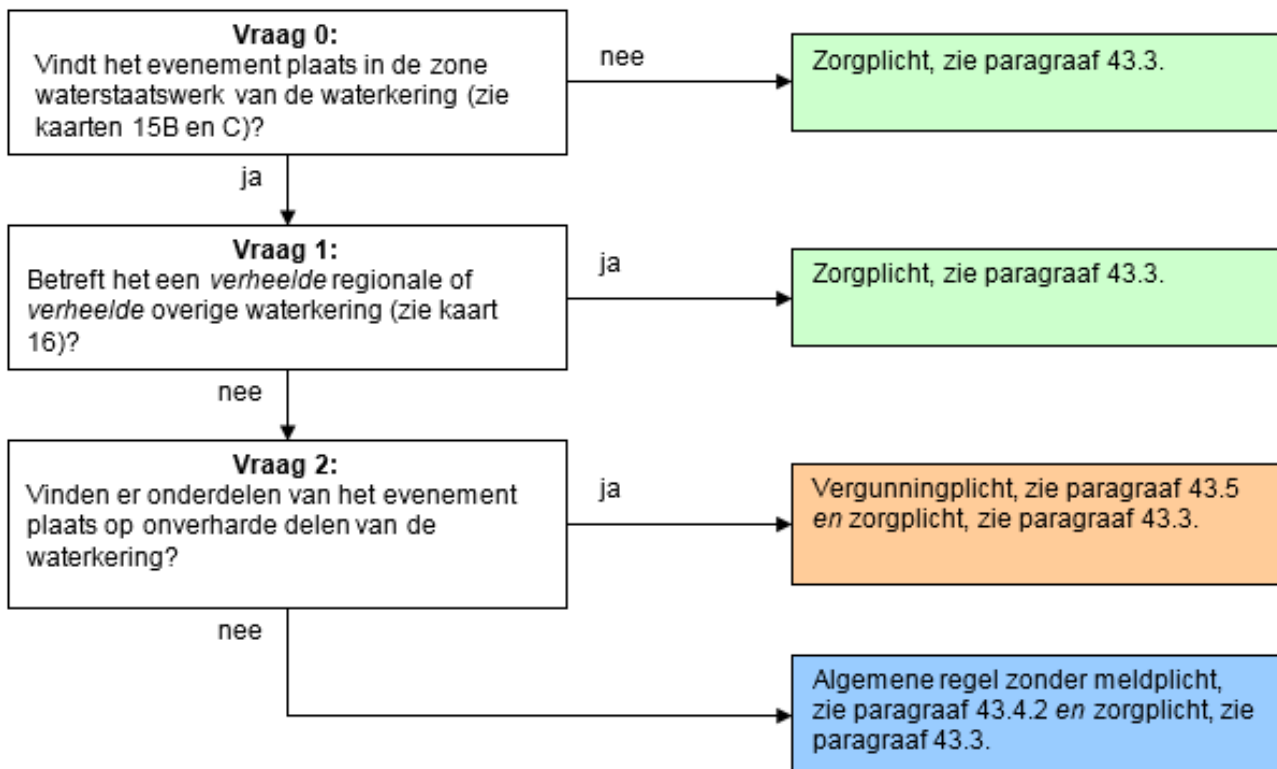 Vraag 0:
Vindt het evenement plaats in de zone
waterstaatswerk van de waterkering (zie
kaarten 15B en C)?
nee
Zorgplicht, zie paragraaf 43.3.
ja
Vraag 1:
Betreft het een verheelde regionale of
verheelde overige waterkering (zie kaart
16)?
ja
Zorgplicht, zie paragraaf 43.3.
nee
Vraag 2:
Vinden er onderdelen van het evenement
plaats op onverharde delen van de
waterkering?
ja
Vergunningplicht, zie paragraaf 43.5
en zorgplicht, zie paragraaf 43.3.
nee
Algemene regel zonder meldplicht,
zie paragraaf 43.4.2 en zorgplicht, zie
paragraaf 43.3.